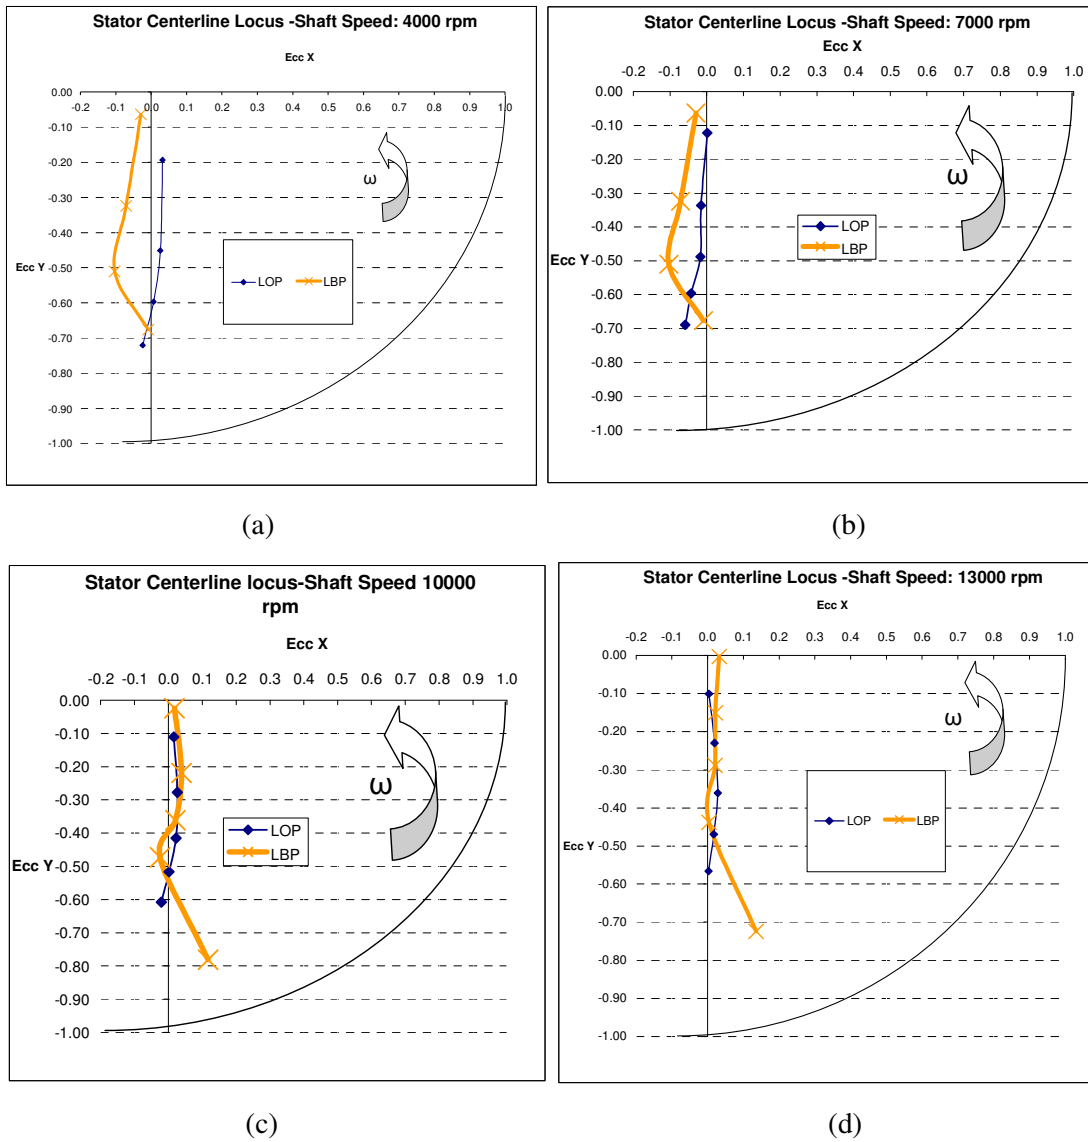 Stator Centerline Locus -Shaft Speed: 4000 rpm
Ecc X
-0.2 -0.1 0.0 0.1 0.2 0.3 0.4 0.5 0.6 0.7 0.8 0.9 1.0
0.00
-0.10
-0.20
-0.30
-0.40
-0.50
-0.60
-0.70
-0.80
-0.90
-1.00
Ecc Y
ω
LOP LBP
(a)
Stator Centerline Locus -Shaft Speed: 7000 rpm
Ecc X
-0.2 -0.1 0.0 0.1 0.2 0.3 0.4 0.5 0.6 0.7 0.8 0.9 1.0
0.00
-0.10
-0.20
-0.30
-0.40
-0.50
-0.60
-0.70
-0.80
-0.90
-1.00
Ecc Y
ω
LOP
LBP
(b)
Stator Centerline locus-Shaft Speed 10000
rpm
Ecc X
-0.2 -0.1 0.0 0.1 0.2 0.3 0.4 0.5 0.6 0.7 0.8 0.9 1.0
0.00
-0.10
-0.20
-0.30
-0.40
-0.50
-0.60
-0.70
-0.80
-0.90
-1.00
Ecc Y
ω
LOP
LBP
(c)
Stator Centerline Locus -Shaft Speed: 13000 rpm
Ecc X
-0.2 -0.1 0.0 0.1 0.2 0.3 0.4 0.5 0.6 0.7 0.8 0.9 1.0
0.00
-0.10
-0.20
-0.30
-0.40
-0.50
-0.60
-0.70
-0.80
-0.90
-1.00
Ecc Y
ω
LOP LBP
(d)